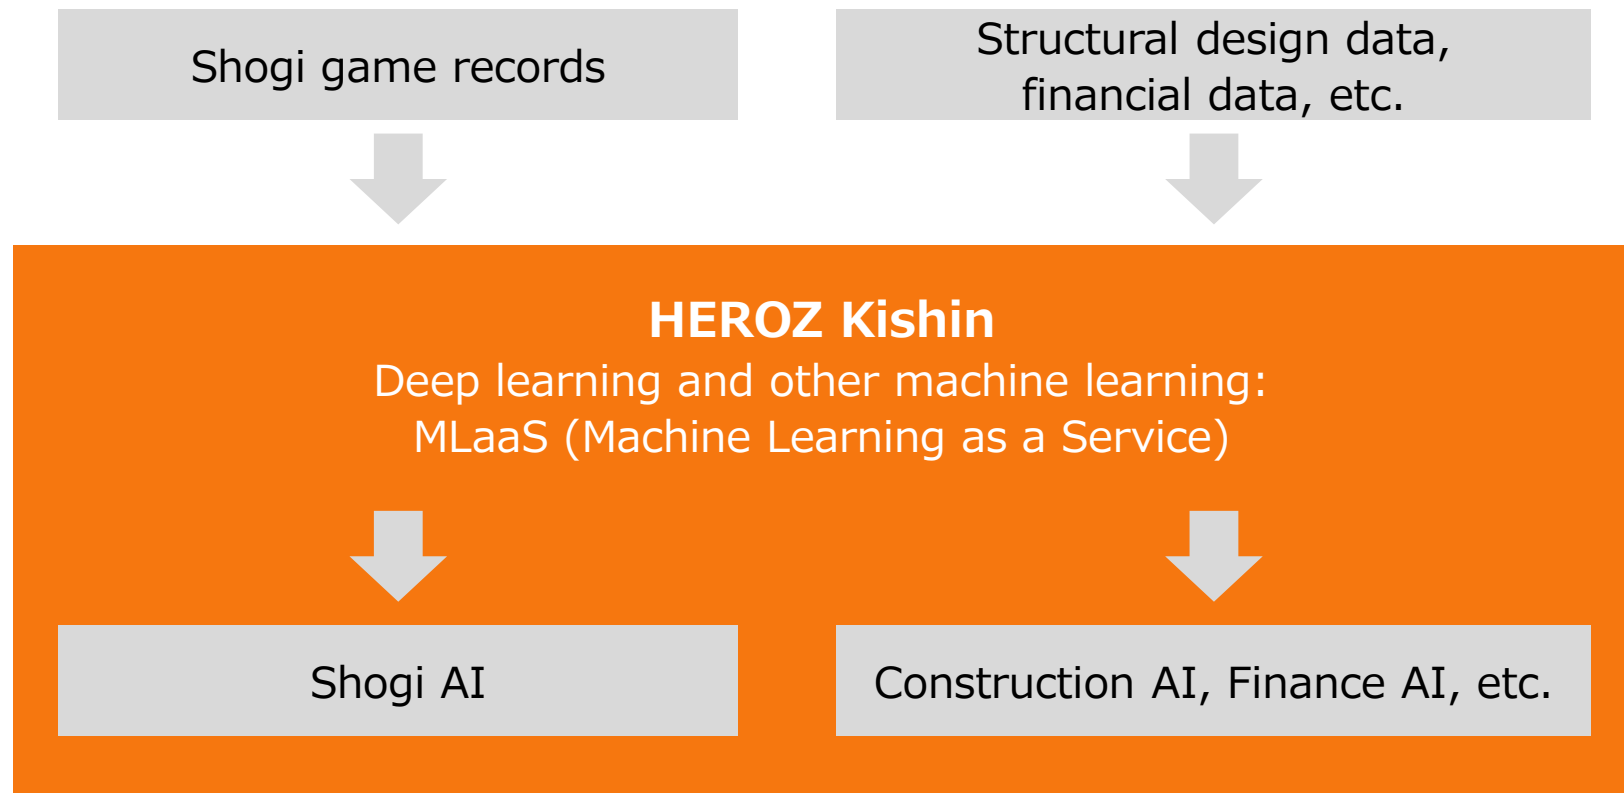 Shogi game records
Structural design data,
financial data, etc.
HEROZ Kishin
Deep learning and other machine learning:
MLaaS (Machine Learning as a Service)
Shogi AI
Construction AI, Finance AI, etc.